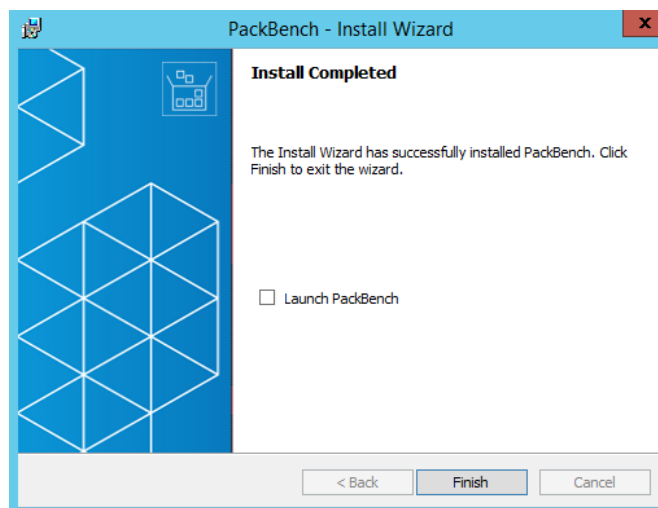 PackBench - Install Wizard
x
Install Completed
The Install Wizard has successfully installed PackBench. Click
Finish to exit the wizard.
Launch PackBench
< Back
Finish
Cancel